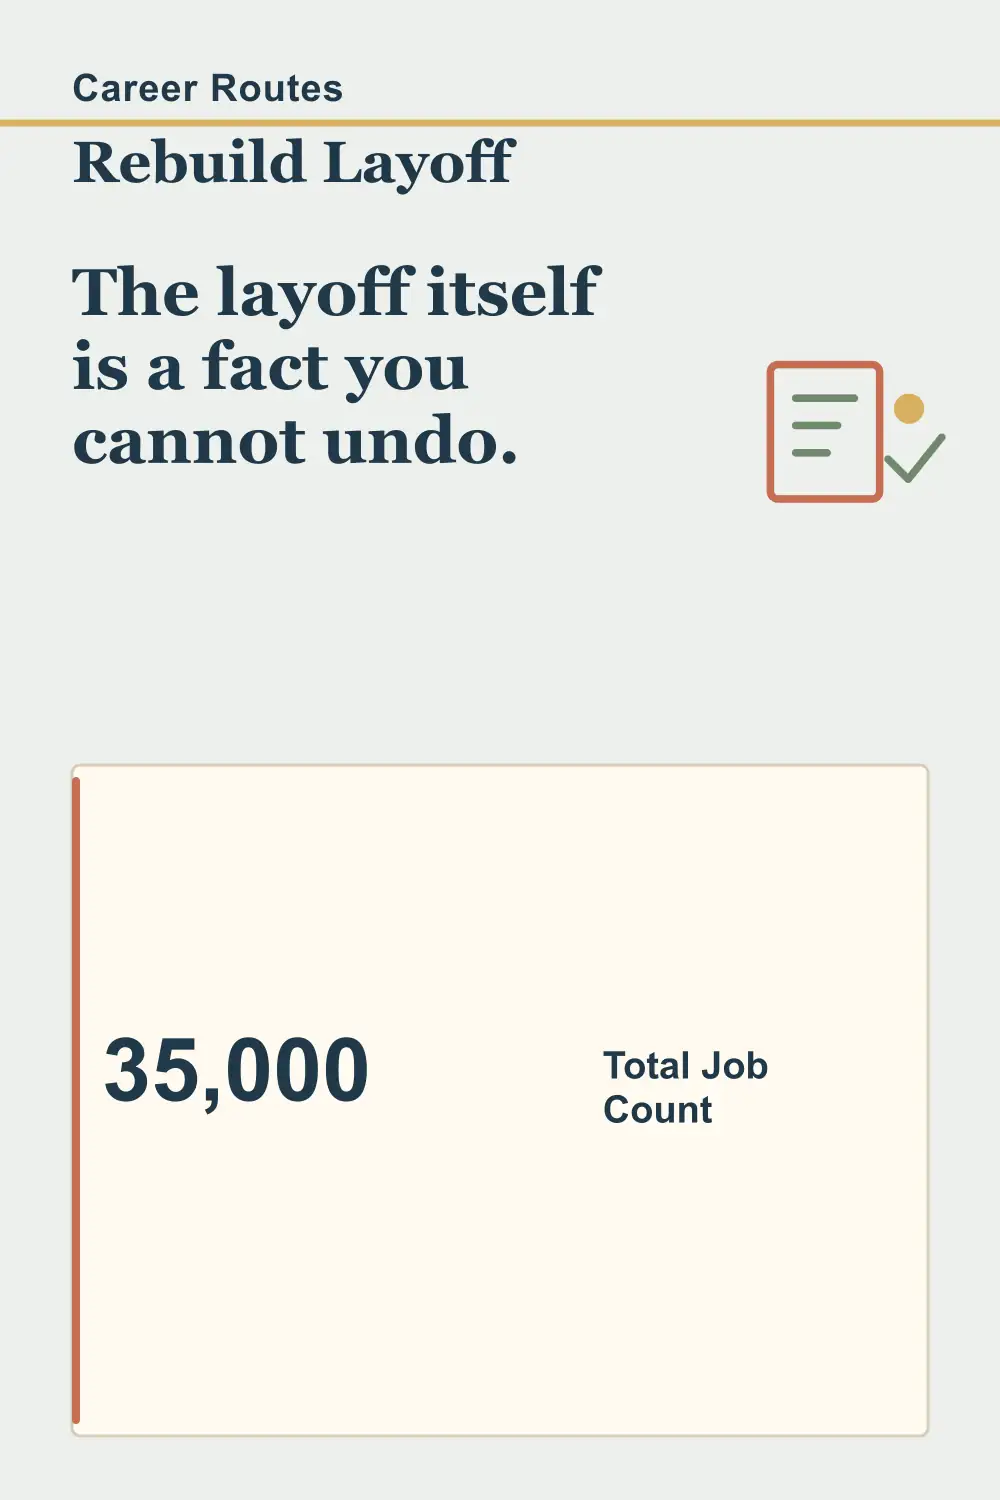 Career Routes
Rebuild Layoff
The layoff itself
is a fact you
cannot undo.
35,000
Total Job
Count